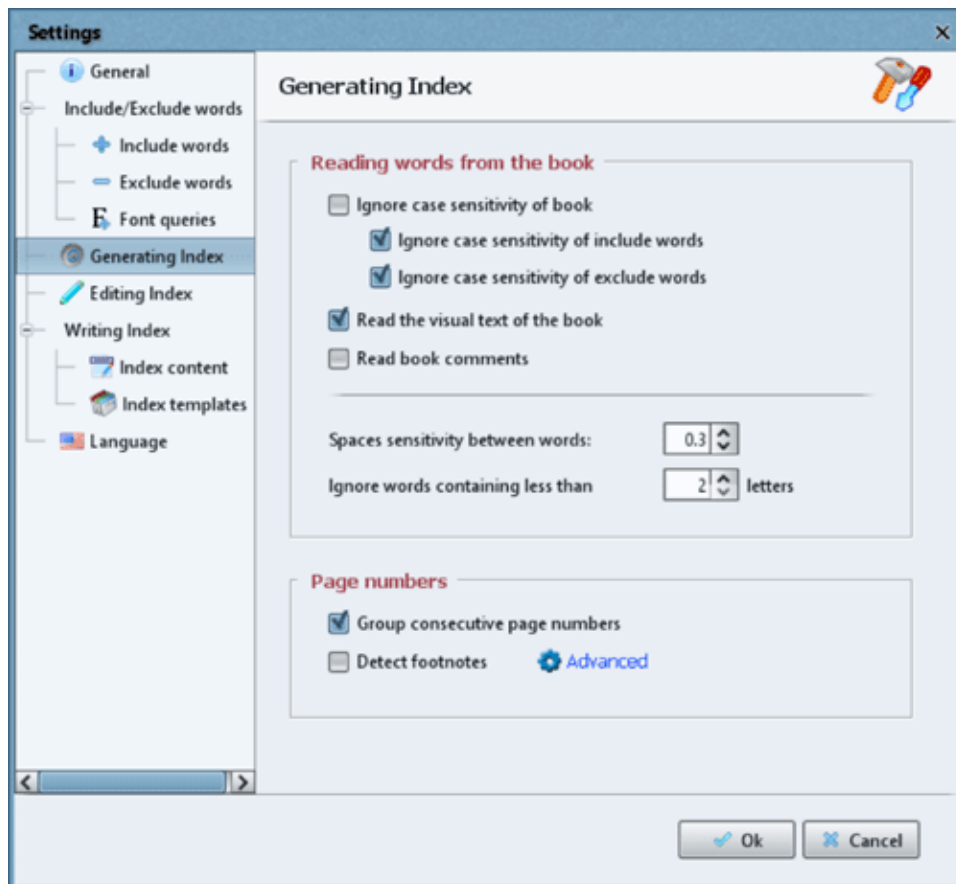 Settings
General
Include/Exclude words
Include words
Exclude words
Font queries
Generating Index
Editing Index
Writing Index
Index content
Index templates
Language
Generating Index
Reading words from the book
Ignore case sensitivity of book
Ignore case sensitivity of include words
Ignore case sensitivity of exclude words
Read the visual text of the book
Read book comments
Spaces sensitivity between words: 0.3
Ignore words containing less than 2 letters
Page numbers
Group consecutive page numbers
Detect footnotes Advanced
Ok Cancel